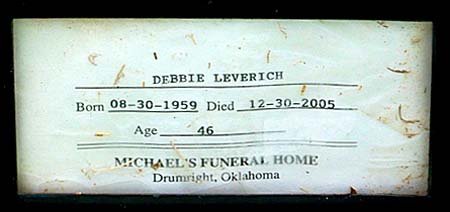 DEBBIE LEVERICH
Born 08-30-1959 Died 12-30-2005
Age 46
MICHAEL'S FUNERAL HOME
Drumright, Oklahoma